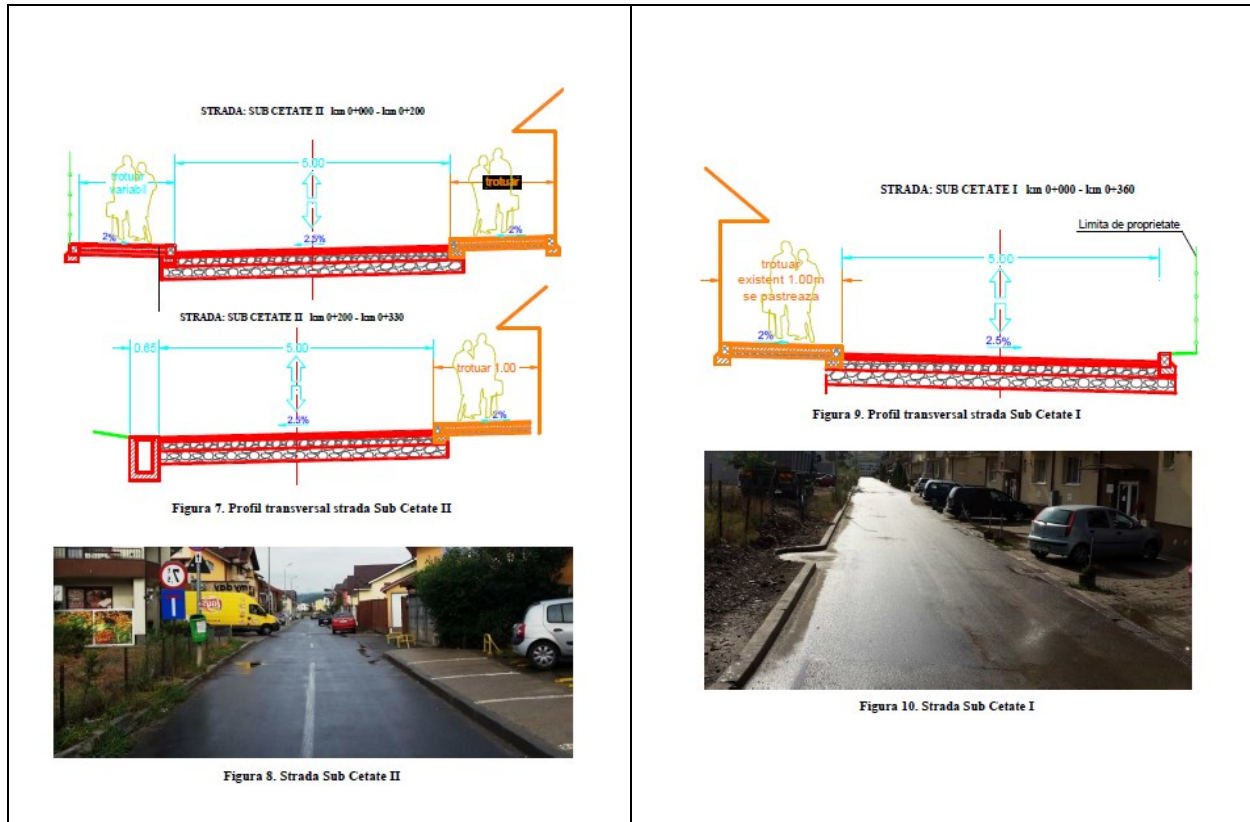 STRADA: SUB CETATE II km 0+000 - km 0+200
5.00
trotuar
variabil
trotuar
2%
2.5%
2%
STRADA: SUB CETATE II km 0+200 - km 0+330
0.65
5.00
trotuar 1.00
2.5%
2%
Figura 7. Profil transversal strada Sub Cetate II
7.5
Figura 8. Strada Sub Cetate II
STRADA: SUB CETATE I km 0+000 - km 0+360
Limita de proprietate
5.00
trotuar
existent 1.00m
se pastreaza
2%
2.5%
Figura 9. Profil transversal strada Sub Cetate I
Figura 10. Strada Sub Cetate I